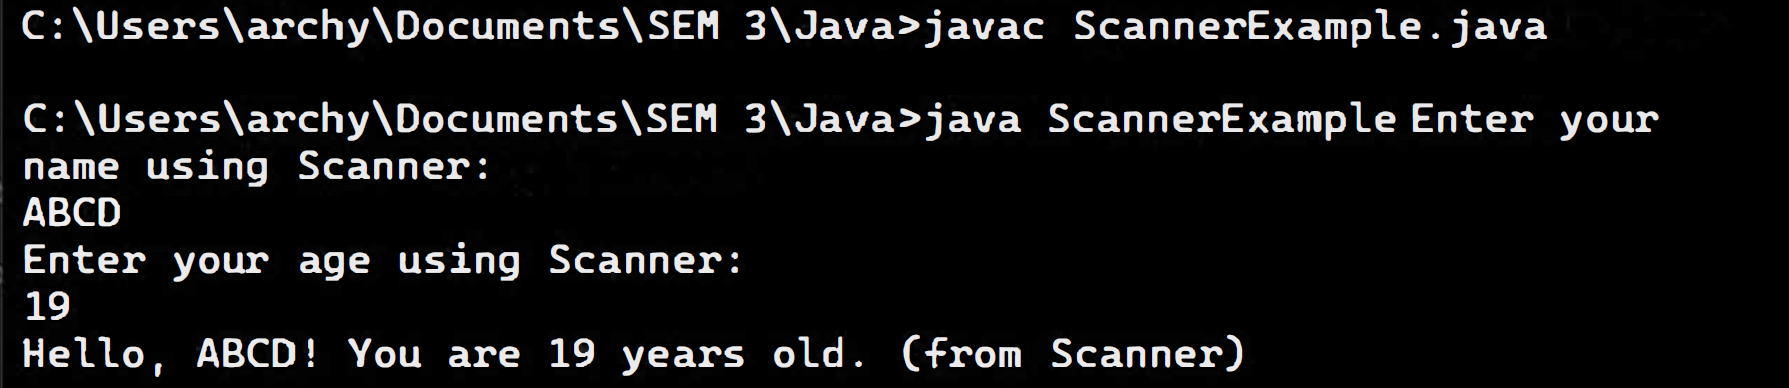 C:\Users\archy\Documents\SEM 3\Java>javac ScannerExample.java
C:\Users\archy\Documents\SEM 3\Java>java ScannerExample Enter your
name using Scanner:
ABCD
Enter your age using Scanner:
19
Hello, ABCD! You are 19 years old. (from Scanner)